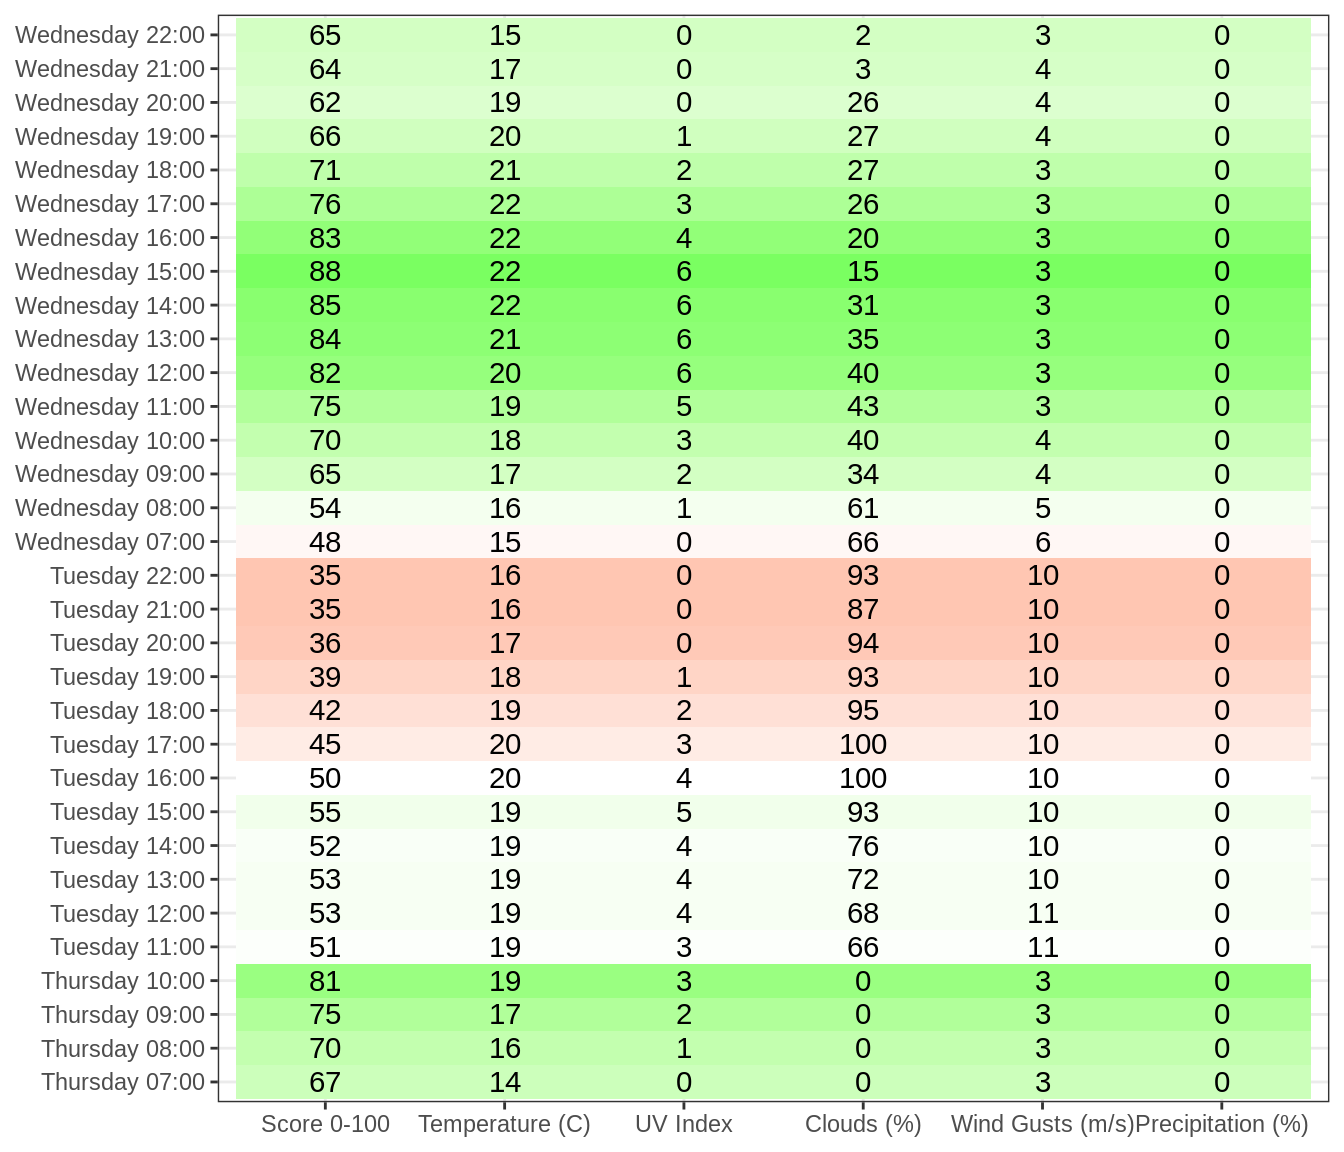 Wednesday 22:00 65 15 0 2 3 0
Wednesday 21:00 64 17 0 3 4 0
Wednesday 20:00 62 19 0 26 4 0
Wednesday 19:00 66 20 1 27 4 0
Wednesday 18:00 71 21 2 27 3 0
Wednesday 17:00 76 22 3 26 3 0
Wednesday 16:00 83 22 4 20 3 0
Wednesday 15:00 88 22 6 15 3 0
Wednesday 14:00 85 22 6 31 3 0
Wednesday 13:00 84 21 6 35 3 0
Wednesday 12:00 82 20 6 40 3 0
Wednesday 11:00 75 19 5 43 3 0
Wednesday 10:00 70 18 3 40 4 0
Wednesday 09:00 65 17 2 34 4 0
Wednesday 08:00 54 16 1 61 5 0
Wednesday 07:00 48 15 0 66 6 0
Tuesday 22:00 35 16 0 93 10 0
Tuesday 21:00 35 16 0 87 10 0
Tuesday 20:00 36 17 0 94 10 0
Tuesday 19:00 39 18 1 93 10 0
Tuesday 18:00 42 19 2 95 10 0
Tuesday 17:00 45 20 3 100 10 0
Tuesday 16:00 50 20 4 100 10 0
Tuesday 15:00 55 19 5 93 10 0
Tuesday 14:00 52 19 4 76 10 0
Tuesday 13:00 53 19 4 72 10 0
Tuesday 12:00 53 19 4 68 11 0
Tuesday 11:00 51 19 3 66 11 0
Thursday 10:00 81 19 3 0 3 0
Thursday 09:00 75 17 2 0 3 0
Thursday 08:00 70 16 1 0 3 0
Thursday 07:00 67 14 0 0 3 0
Score 0-100 Temperature (C) UV Index Clouds (%) Wind Gusts (m/s) Precipitation (%)